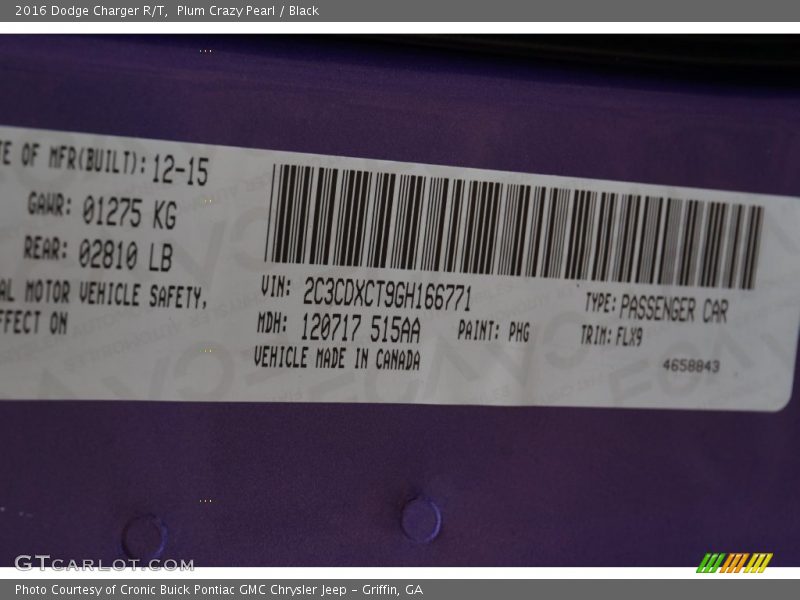 2016 Dodge Charger R/T, Plum Crazy Pearl / Black
TE OF MFR(BUILT): 12-15
GAWR: 01275 KG
REAR: 02810 LB
AL MOTOR VEHICLE SAFETY,
FFECT ON
VIN: 2C3CDXCT9GH166771
TYPE: PASSENGER CAR
MDH: 120717 515AA
PAINT: PHG
TRIM: FLX9
VEHICLE MADE IN CANADA
4658843
GTCARLOT.COM
Photo Courtesy of Cronic Buick Pontiac GMC Chrysler Jeep - Griffin, GA